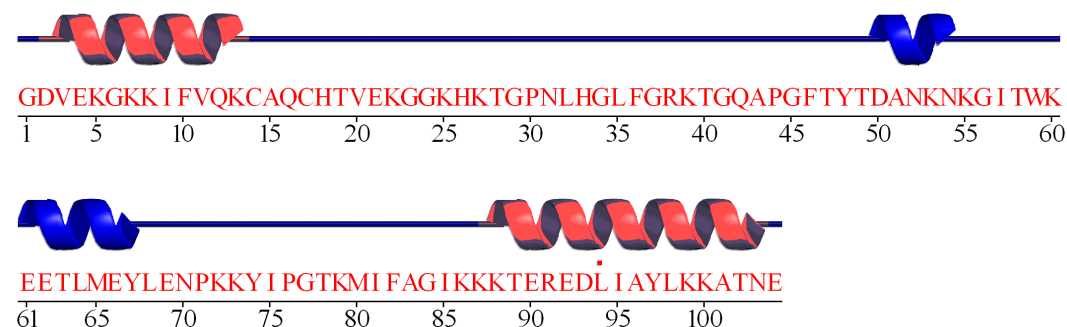 GDVEKGKKIFVQKCAQCHTVEKGGKHKTGPNLHGLFGRKTGQAPGFTYTDANKNKGITWK
1 5 10 15 20 25 30 35 40 45 50 55 60
EETLMEYLENPKKYIPGTKMIFAGIKKKTEREDLIAYLKKATNE
61 65 70 75 80 85 90 95 100